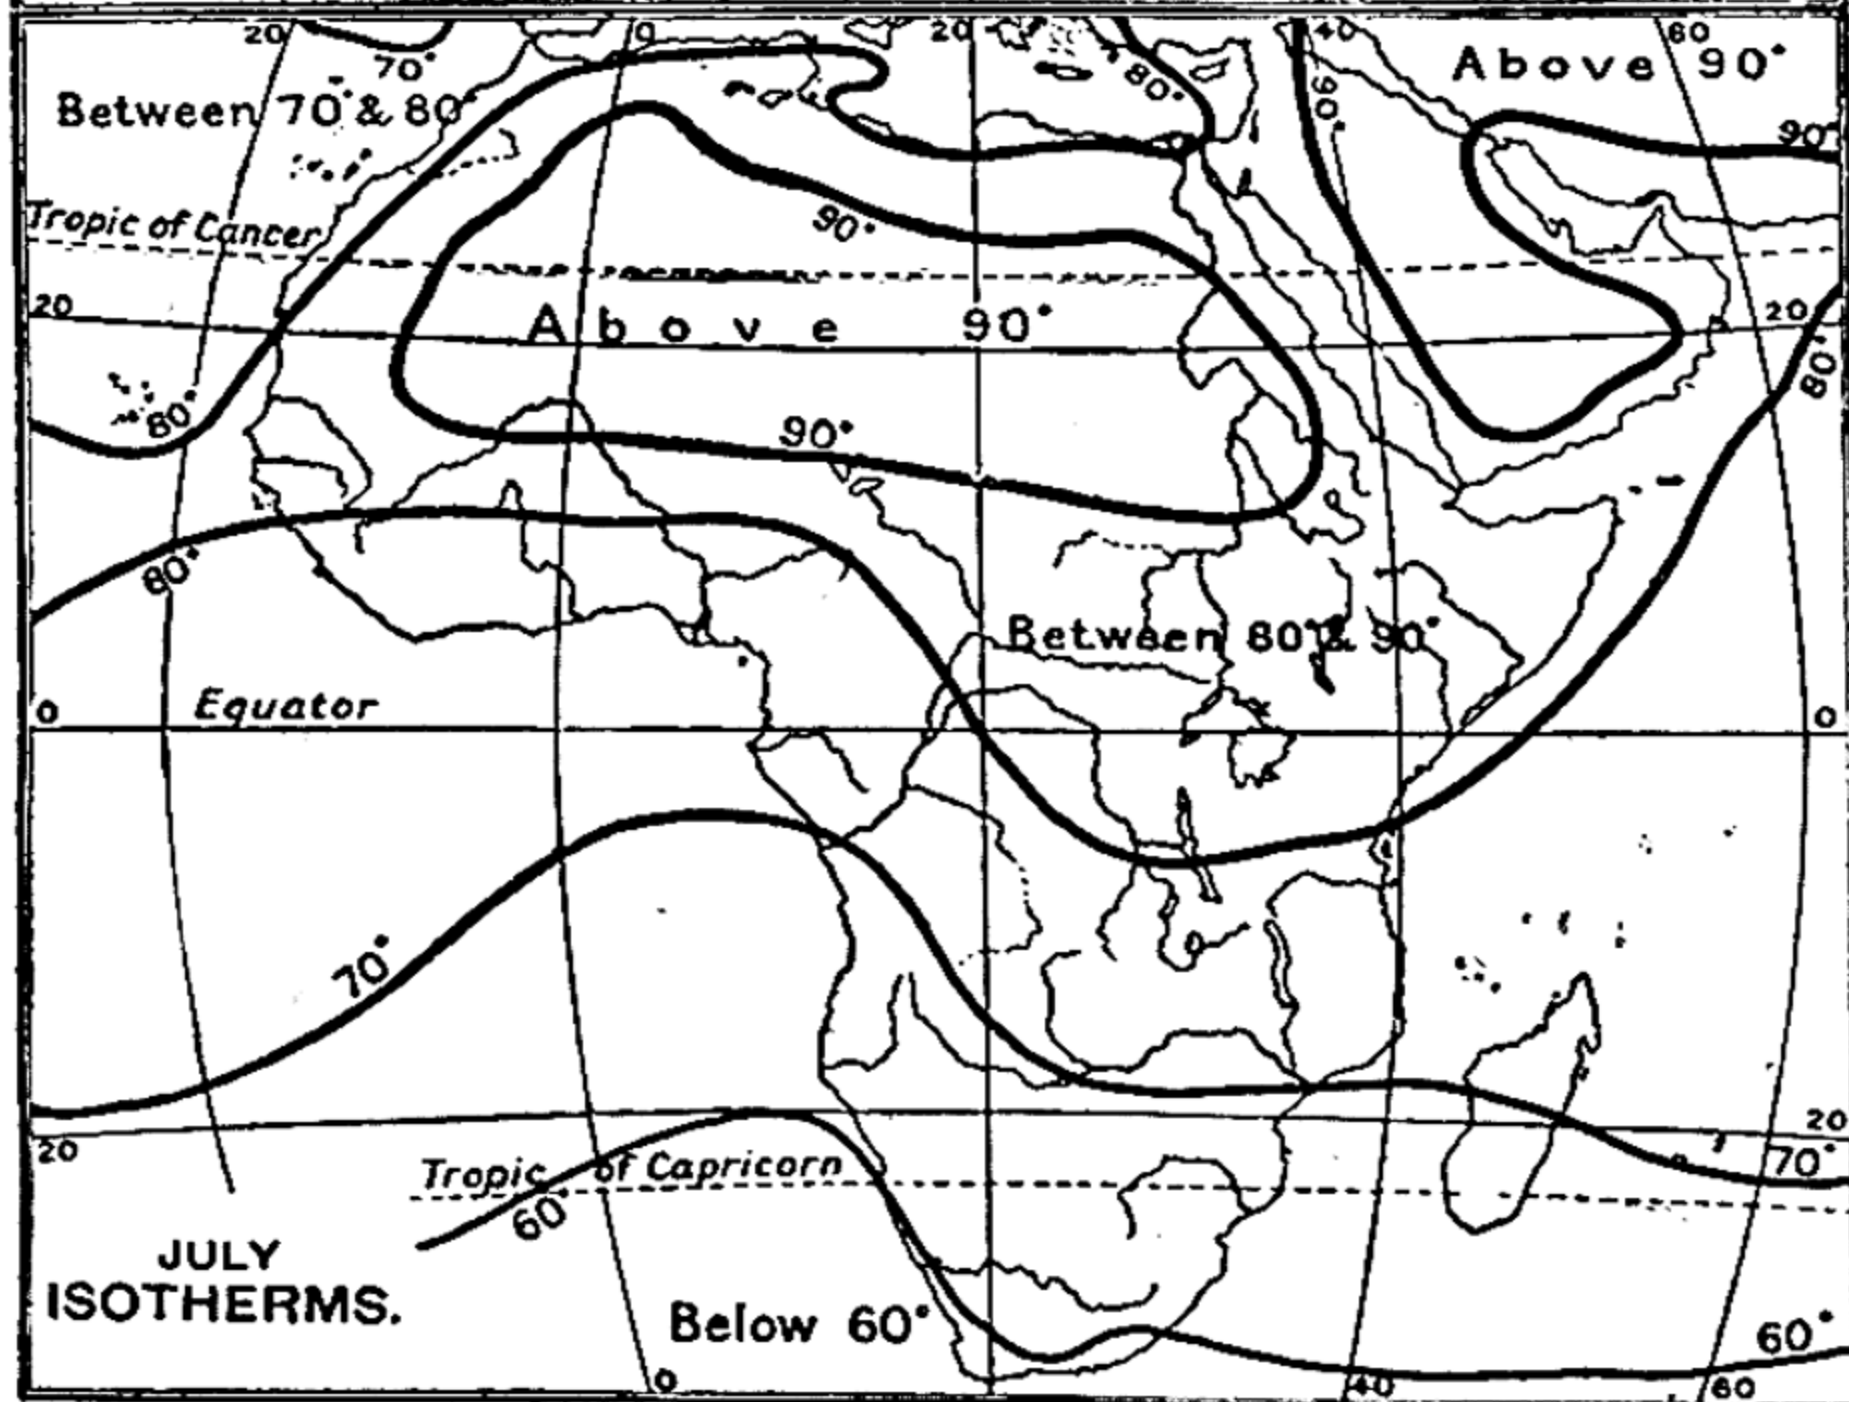 20 0 20 40 60
70°
80°
90°
Above 90°
Between 70° & 80°
90°
Tropic of Cancer
90°
20
Above 90°
20
80°
80°
90°
80°
Between 80° & 90°
Equator
0
0
70°
20
20
Tropic of Capricorn
70°
60°
JULY
ISOTHERMS.
Below 60°
60°
0 40 60